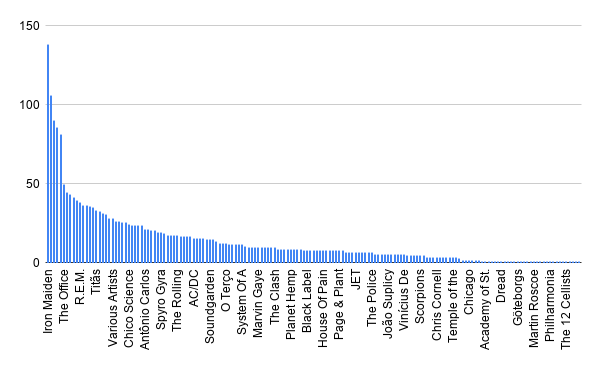 150
100
50
0
Iron Maiden
The Office
R.E.M.
Titãs
Various Artists
Chico Science
Antônio Carlos
Spyro Gyra
The Rolling
AC/DC
Soundgarden
O Terço
System Of A
Marvin Gaye
The Clash
Planet Hemp
Black Label
House Of Pain
Page & Plant
JET
The Police
João Suplicy
Vinícius De
Scorpions
Chris Cornell
Temple of the
Chicago
Academy of St.
Dread
Göteborgs
Martin Roscoe
Philharmonia
The 12 Cellists